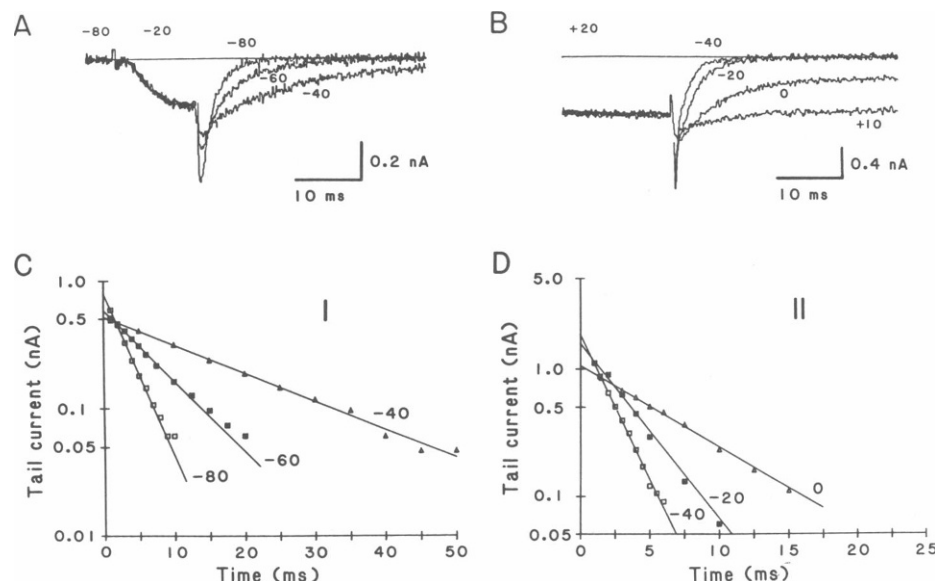 A
-80 -20 -80
-60
-40
0.2 nA
10 ms
B
+20 -40
-20
0
+10
0.4 nA
10 ms
C
I
Tail current (nA)
1.0
0.5
0.1
0.05
0.01
-40
-60
-80
0 10 20 30 40 50
Time (ms)
D
II
Tail current (nA)
5.0
1.0
0.5
0.1
0.05
0
-20
-40
0 5 10 15 20 25
Time (ms)